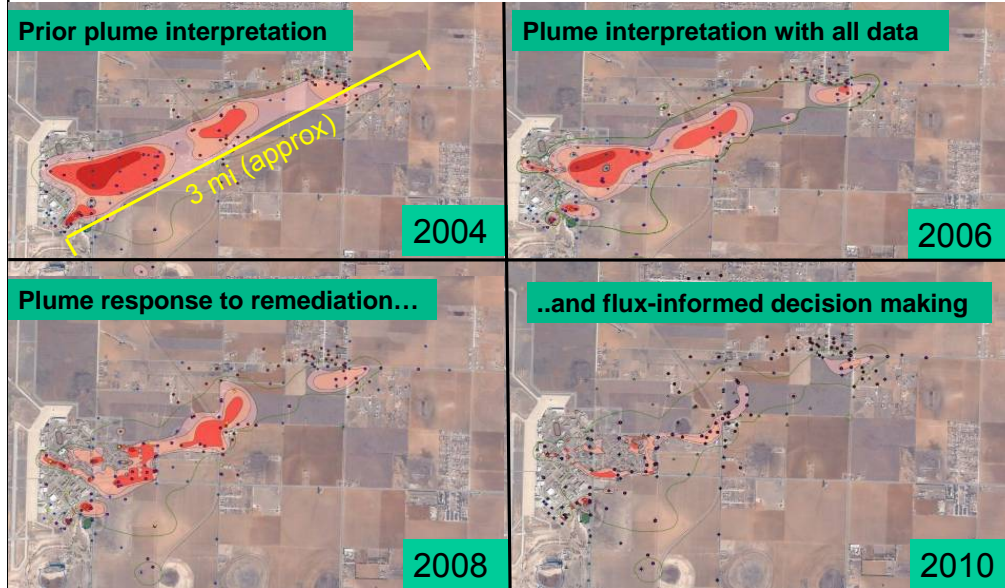 Prior plume interpretation
3 mi (approx)
2004
Plume interpretation with all data
2006
Plume response to remediation…
2008
..and flux-informed decision making
2010